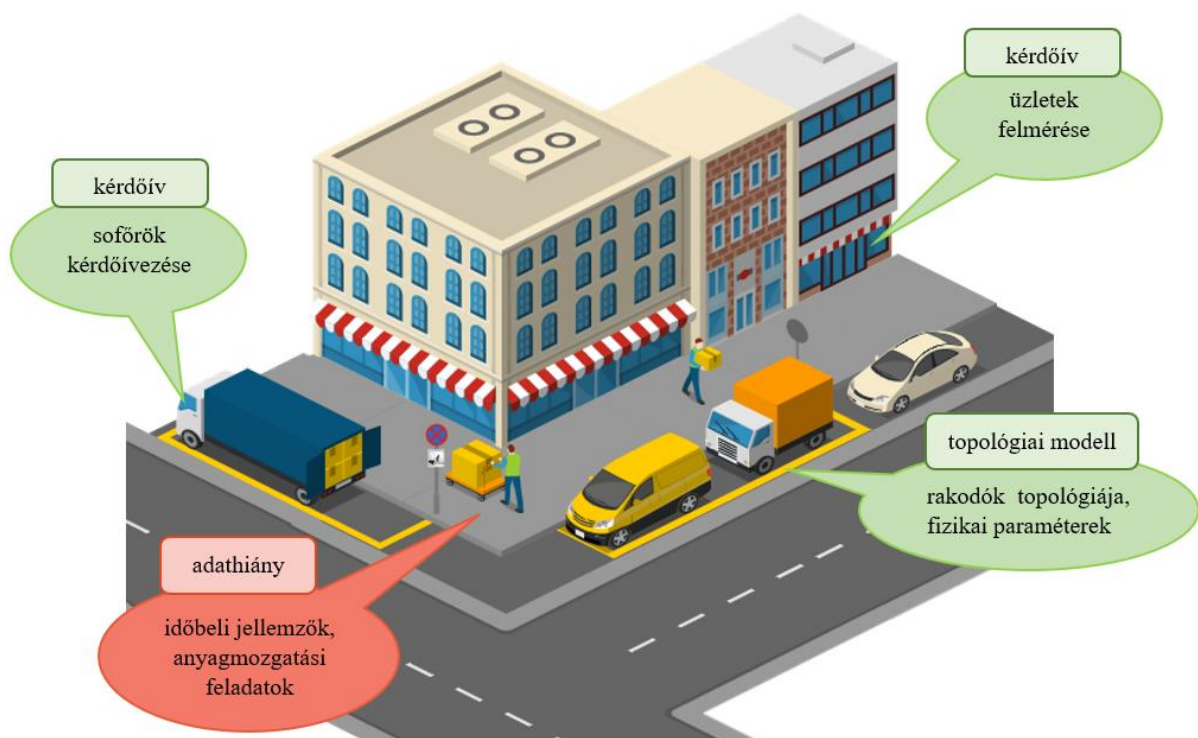 kérdőív
üzletek
felmérése
kérdőív
sofőrök
kérdőívezése
topológiai modell
rakodók topológiája,
fizikai paraméterek
adathiány
időbeli jellemzők,
anyagmozgatási
feladatok